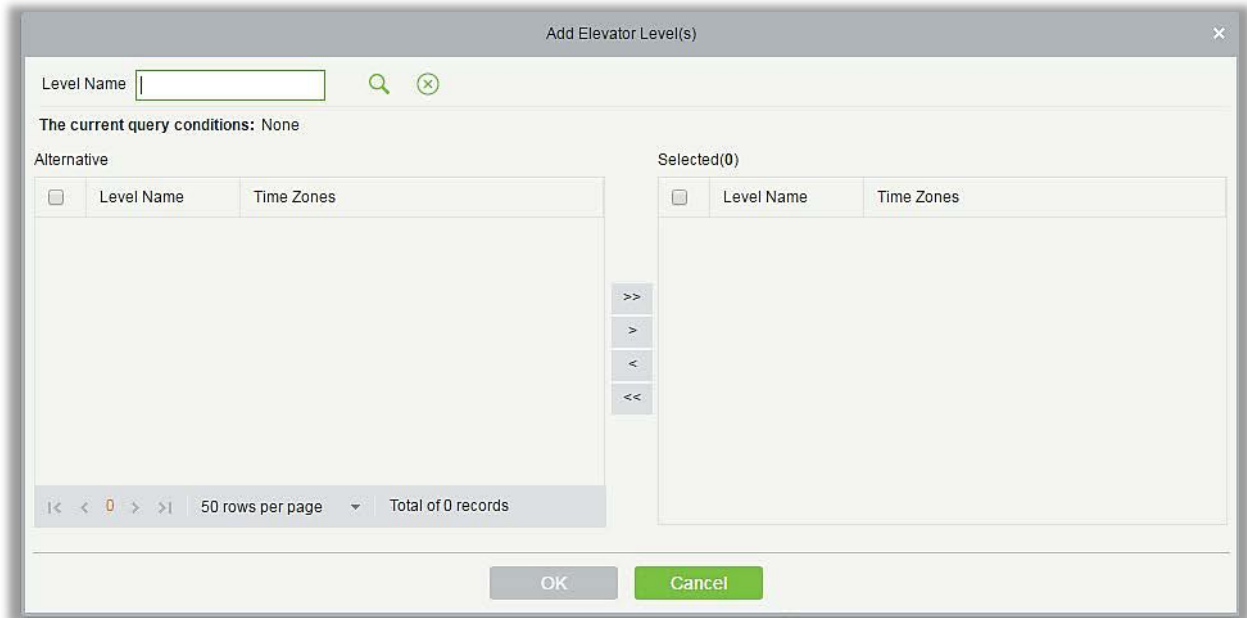 Add Elevator Level(s)
Level Name
The current query conditions: None
Alternative
Selected(0)
Level Name Time Zones
Level Name Time Zones
>>
>
<
<<
|< < 0 > >| 50 rows per page Total of 0 records
OK Cancel